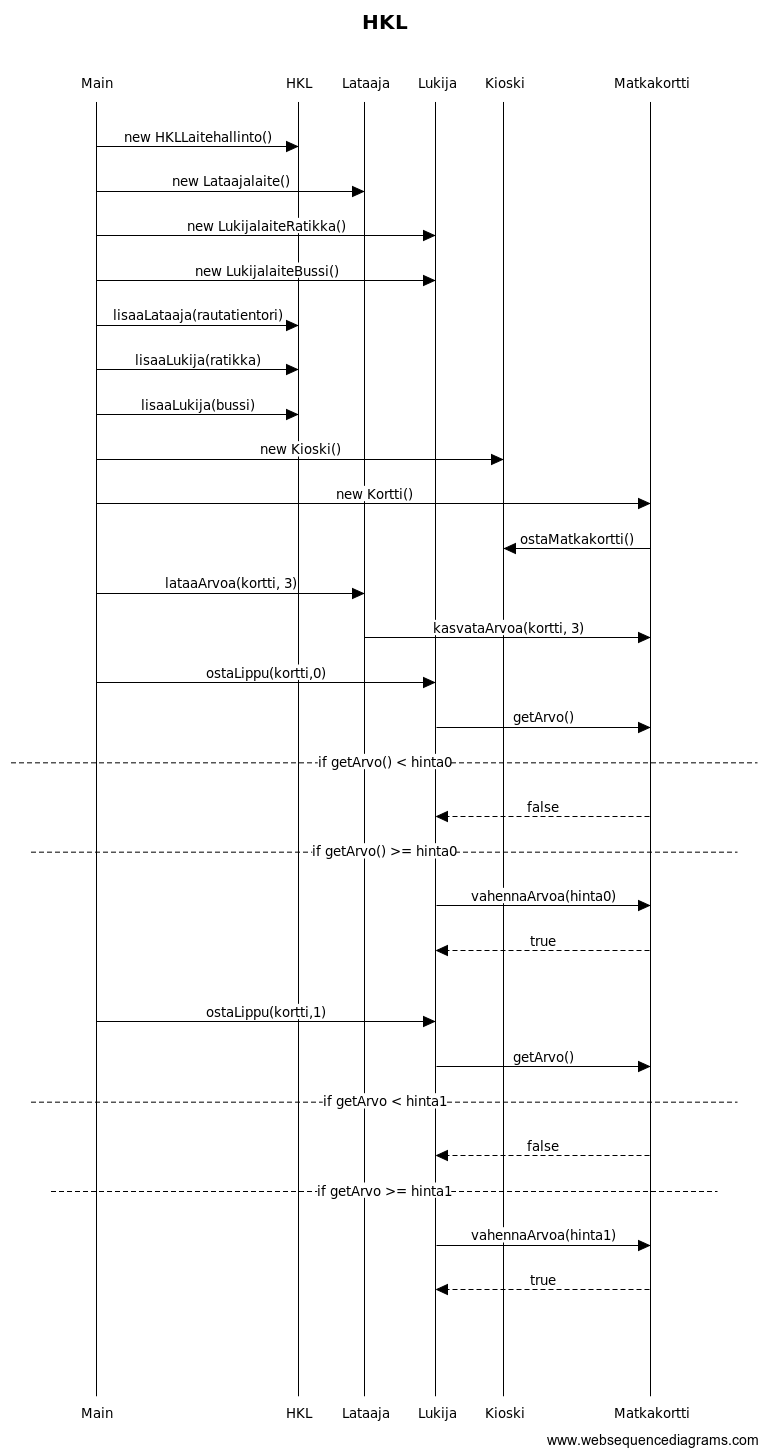 HKL
Main HKL Lataaja Lukija Kioski Matkakortti
new HKLLaitehallinto()
new Lataajalaite()
new LukijalaiteRatikka()
new LukijalaiteBussi()
lisaaLataaja(rautatientori)
lisaaLukija(ratikka)
lisaaLukija(bussi)
new Kioski()
new Kortti()
ostaMatkakortti()
lataaArvoa(kortti, 3)
kasvataArvoa(kortti, 3)
ostaLippu(kortti,0)
getArvo()
if getArvo() < hinta0
false
if getArvo() >= hinta0
vahennaArvoa(hinta0)
true
ostaLippu(kortti,1)
getArvo()
if getArvo < hinta1
false
if getArvo >= hinta1
vahennaArvoa(hinta1)
true
Main HKL Lataaja Lukija Kioski Matkakortti
www.websequencediagrams.com